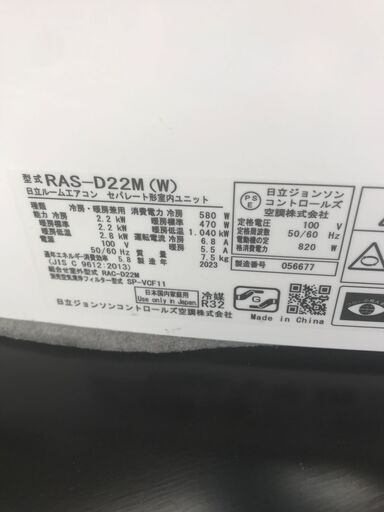 型式 RAS-D22M(W)
日立ルームエアコン セパレート形室内ユニット
種類 冷房・暖房兼用 消費電力 冷房 580 W
能力 冷房 2.2 kW 暖房標準 470 W
暖房標準 2.2 kW 暖房低温 1.040 kW
暖房低温 2.8 kW 運転電流 冷房 6.8 A
電源 100 V 暖房 5.5 A
50/60 Hz 質量 7.5 kg
通年エネルギー消費効率 5.8 2023
(JIS C 9612:2013)
組合せ室外型式 RAC-D22M
別売空気清浄フィルター型式 SP-VCF11
日立ジョンソンコントロールズ空調株式会社
日本国内家庭用
Use only in Japan
冷媒
R32
P S
E
日立ジョンソン
コントロールズ
空調株式会社
定格電圧 100 V
定格周波数 50/60 Hz
電動機の定
格消費電力 820 W
製造番号 056677
G
Made in China